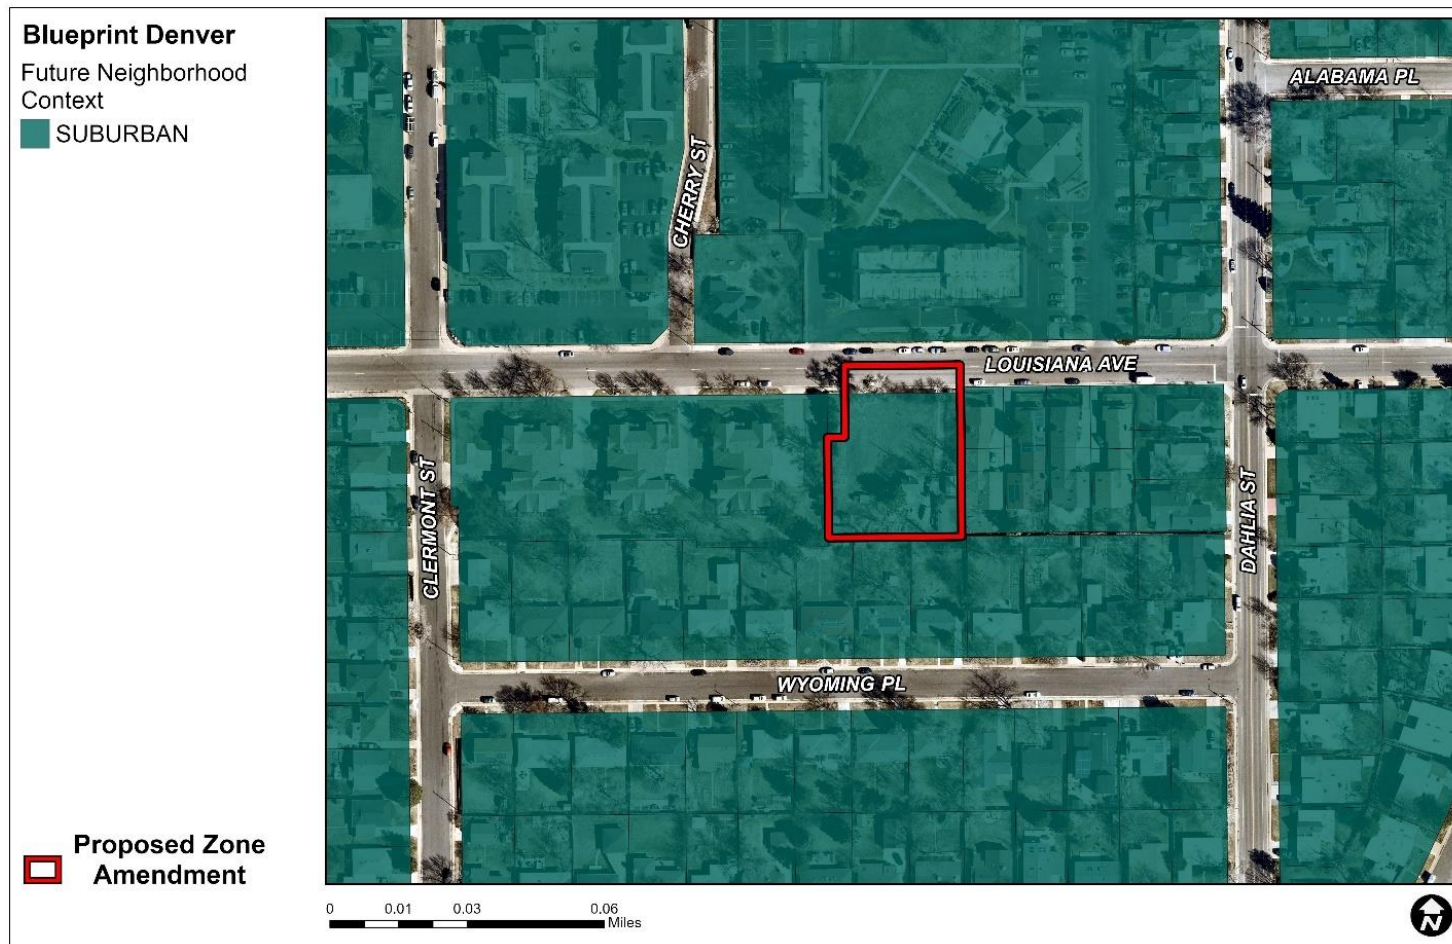 Blueprint Denver
Future Neighborhood
Context
SUBURBAN
ALABAMA PL
CHERRY ST
LOUISIANA AVE
CLERMONT ST
DAHLIA ST
WYOMING PL
Proposed Zone
Amendment
0 0.01 0.03 0.06
Miles
N